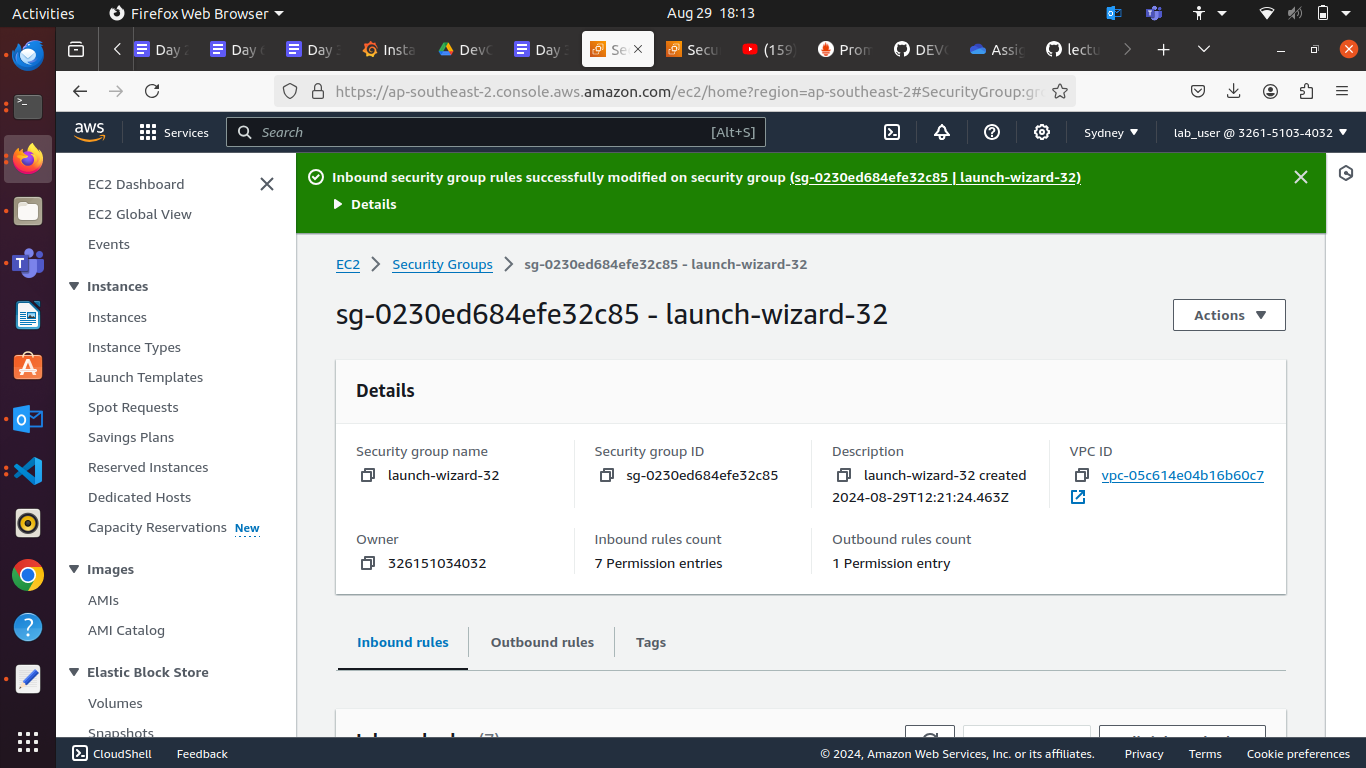 Activities
Firefox Web Browser
Aug 29 18:13
Day
Day
Day
Insta
Dev
Day
Se
Secu
(159)
Pron
DEV
Assig
lectu
https://ap-southeast-2.console.aws.amazon.com/ec2/home?region=ap-southeast-2#SecurityGroup:gr
aws
Services
Search
[Alt+S]
Sydney
lab_user @ 3261-5103-4032
EC2 Dashboard
EC2 Global View
Events
Instances
Instances
Instance Types
Launch Templates
Spot Requests
Savings Plans
Reserved Instances
Dedicated Hosts
Capacity Reservations New
Images
AMIs
AMI Catalog
Elastic Block Store
Volumes
Snapshots
Inbound security group rules successfully modified on security group (sg-0230ed684efe32c85 | launch-wizard-32)
Details
EC2
Security Groups
sg-0230ed684efe32c85 - launch-wizard-32
sg-0230ed684efe32c85 - launch-wizard-32
Actions
Details
Security group name
launch-wizard-32
Security group ID
sg-0230ed684efe32c85
Description
launch-wizard-32 created
2024-08-29T12:21:24.463Z
VPC ID
vpc-05c614e04b16b60c7
Owner
326151034032
Inbound rules count
7 Permission entries
Outbound rules count
1 Permission entry
Inbound rules
Outbound rules
Tags
CloudShell
Feedback
© 2024, Amazon Web Services, Inc. or its affiliates.
Privacy
Terms
Cookie preferences